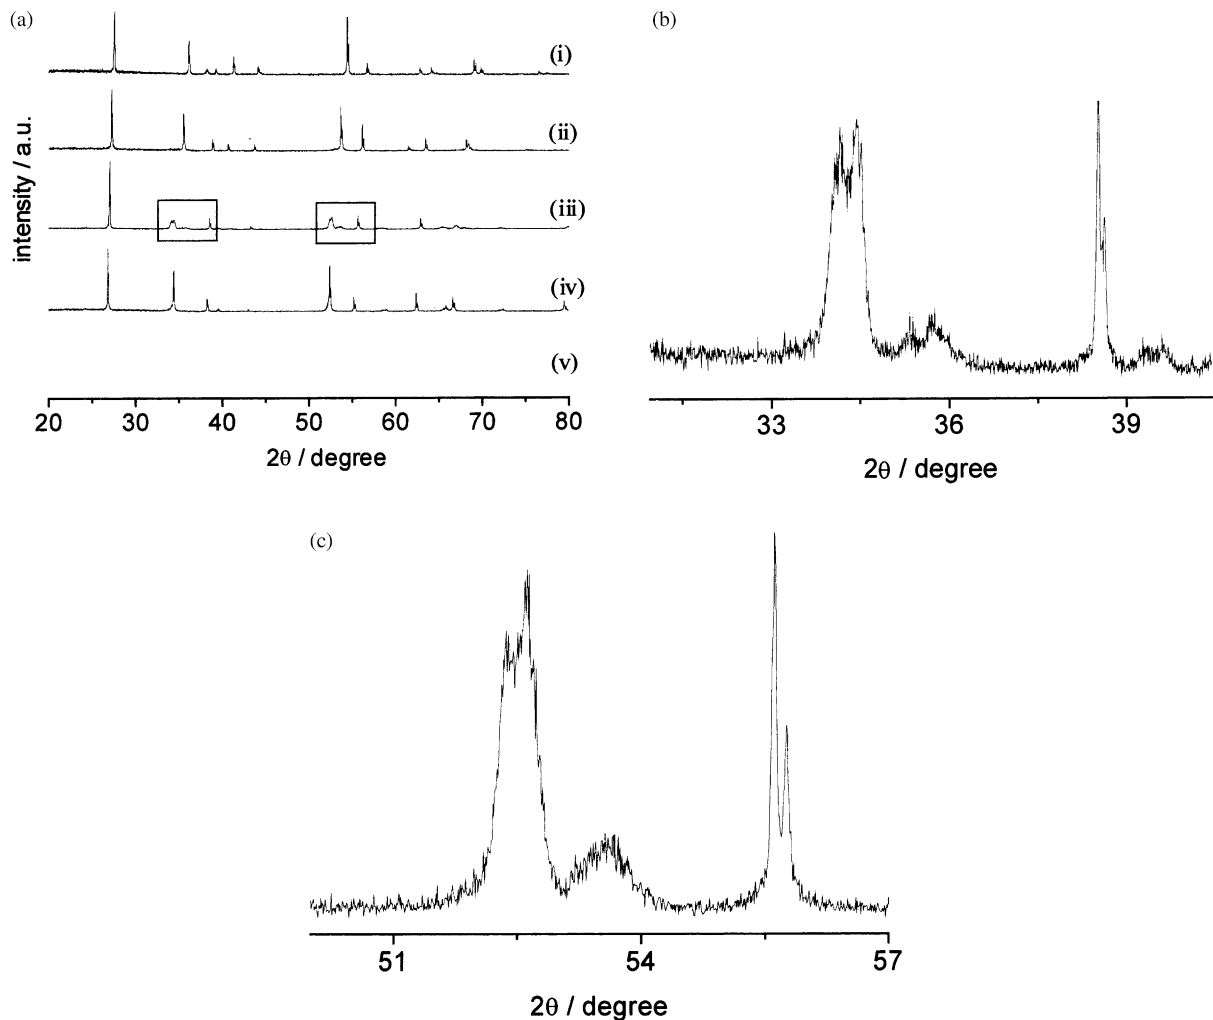 (a)
(i)
(ii)
(iii)
(iv)
(v)
intensity / a.u.
20 30 40 50 60 70 80
2θ / degree
(b)
33 36 39
2θ / degree
(c)
51 54 57
2θ / degree